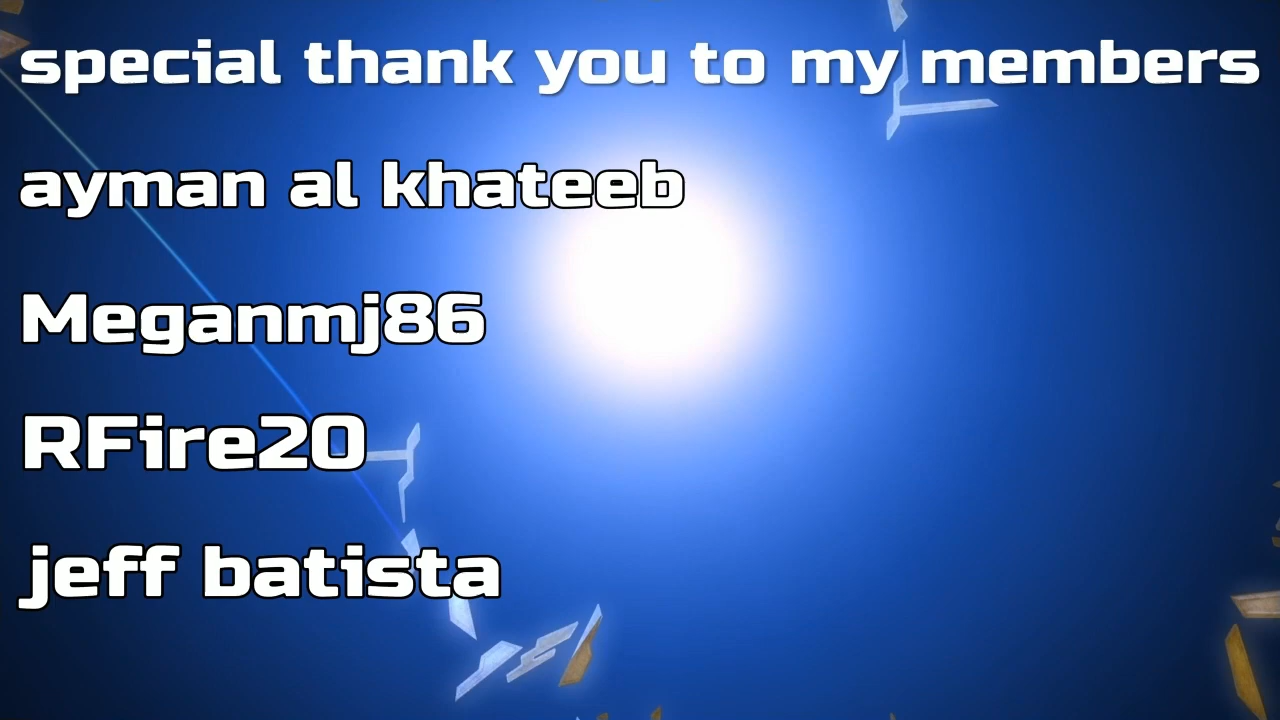 special thank you to my members
ayman al khateeb
Meganmj86
RFire20
jeff batista